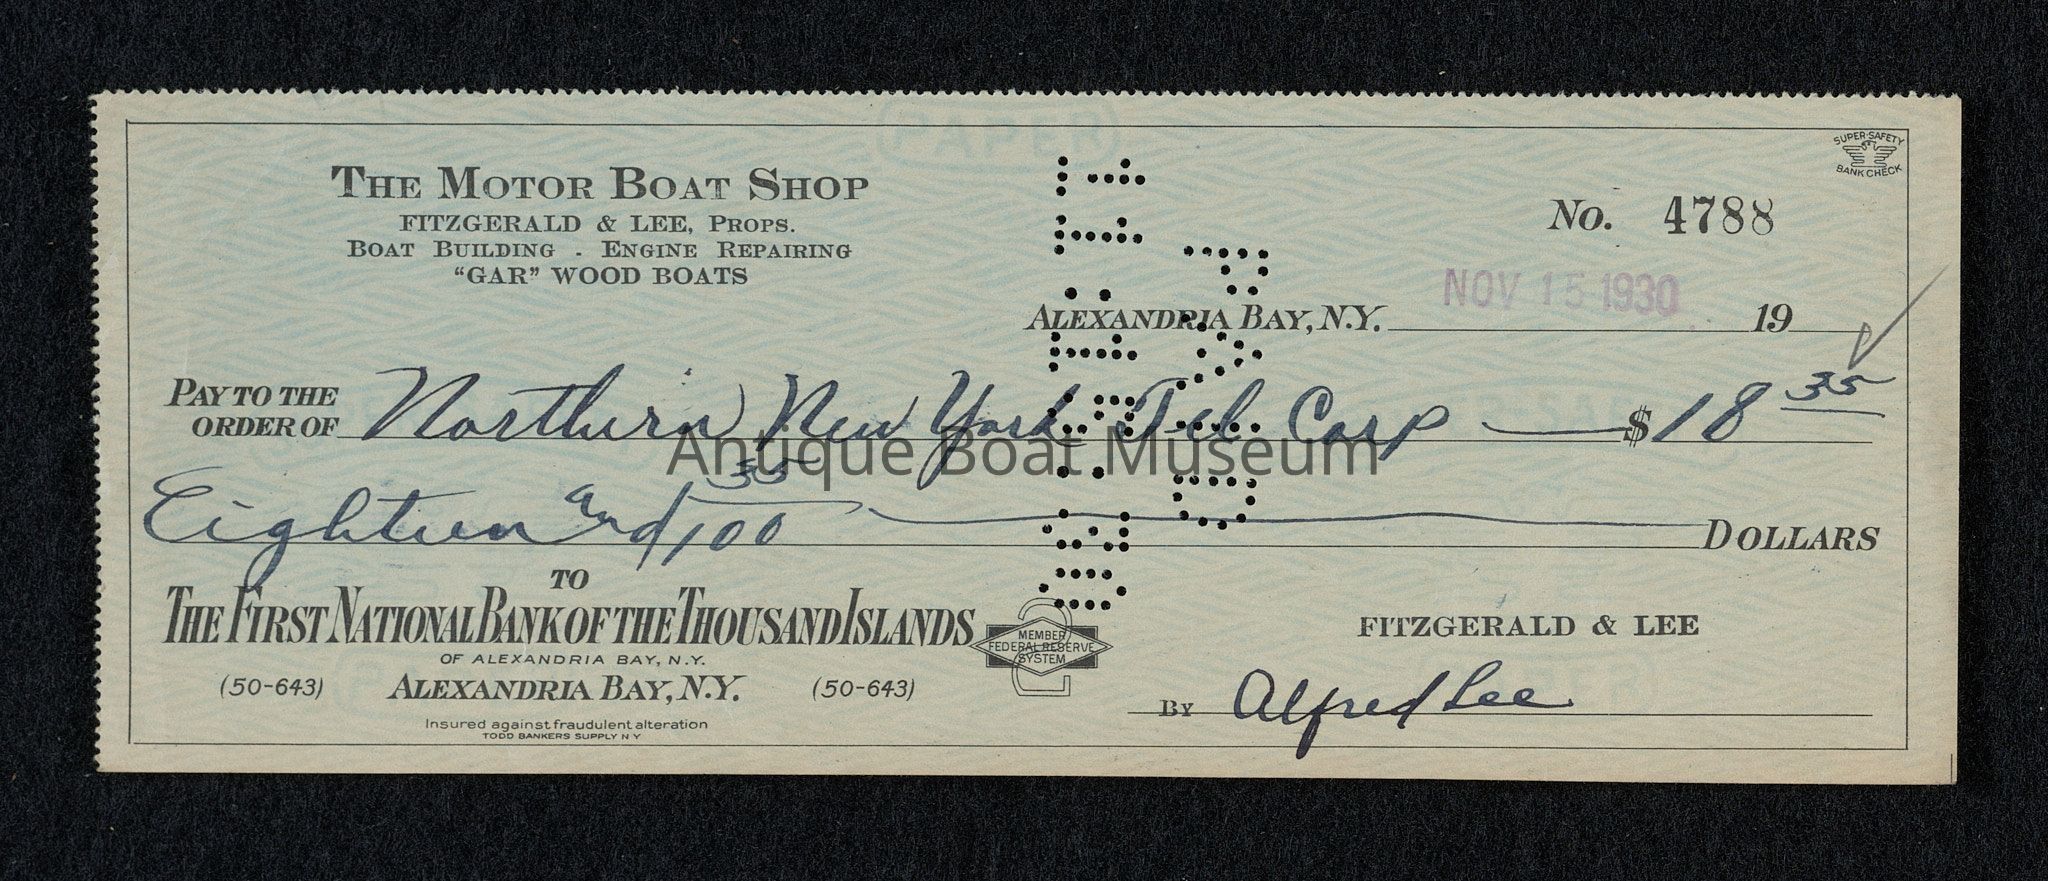 THE MOTOR BOAT SHOP
FITZGERALD & LEE, PROPS.
BOAT BUILDING - ENGINE REPAIRING
"GAR" WOOD BOATS
SUPER-SAFETY
BANK CHECK
No. 4788
ALEXANDRIA BAY, N.Y. NOV 15 1930 19
PAY TO THE
ORDER OF Northern New York Tel Corp $ 18 35
Antique Boat Museum
Eighteen and 35/100 DOLLARS
TO
THE FIRST NATIONAL BANK OF THE THOUSAND ISLANDS
OF ALEXANDRIA BAY, N.Y.
(50-643) ALEXANDRIA BAY, N.Y. (50-643)
Insured against fraudulent alteration
TODD BANKERS SUPPLY N Y
MEMBER
FEDERAL RESERVE
SYSTEM
FITZGERALD & LEE
BY Alfred Lee